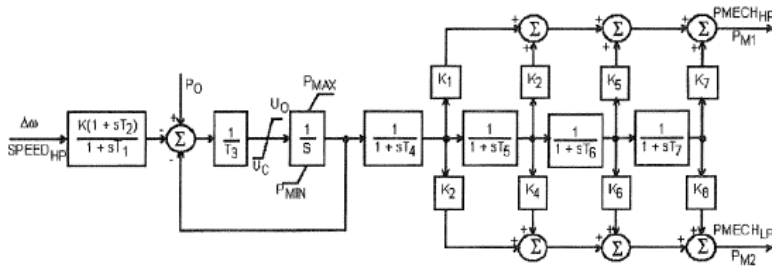 PMECH_HP
P_M1
K_1
K_2
K_5
K_7
P_O
P_MAX
U_O
Δω
SPEED_HP
K(1 + sT_2)
1 + sT_1
Σ
1
T_3
1
S
U_C
P_MIN
1
1 + sT_4
1
1 + sT_5
1
1 + sT_6
1
1 + sT_7
K_2
K_4
K_6
K_8
Σ Σ Σ
Σ Σ Σ
+ + + + + +
+ + + + + +
+ - -
PMECH_LP
P_M2